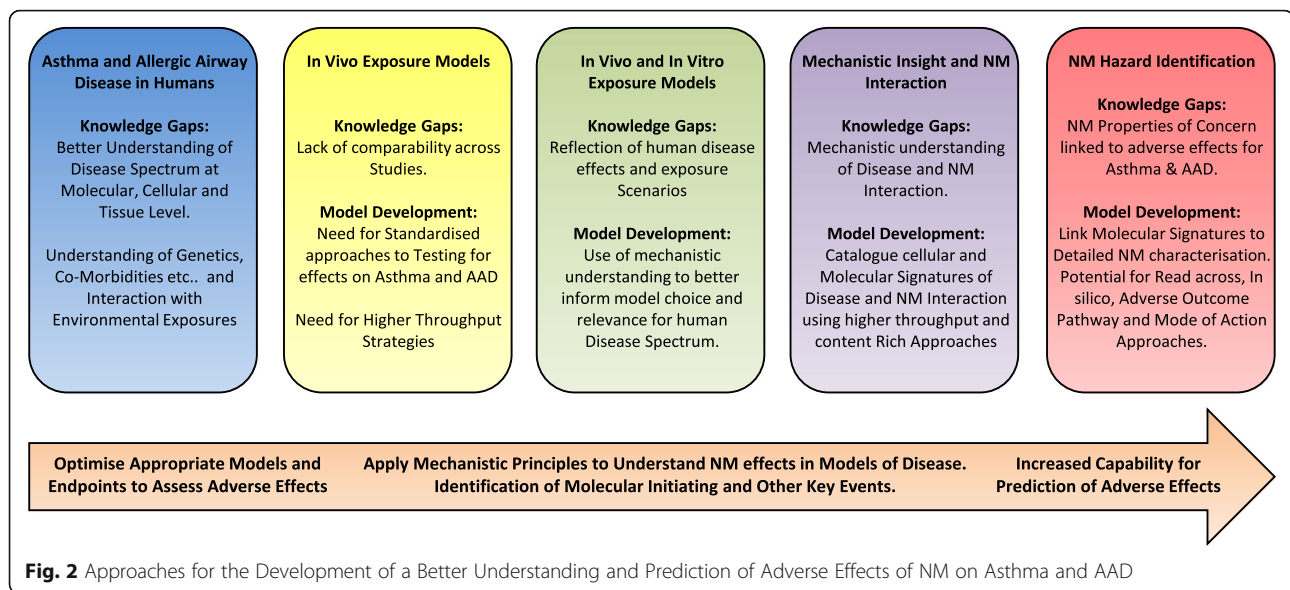 Asthma and Allergic Airway
Disease in Humans
Knowledge Gaps:
Better Understanding of
Disease Spectrum at
Molecular, Cellular and
Tissue Level.
Understanding of Genetics,
Co-Morbidities etc.. and
Interaction with
Environmental Exposures
In Vivo Exposure Models
Knowledge Gaps:
Lack of comparability across
Studies.
Model Development:
Need for Standardised
approaches to Testing for
effects on Asthma and AAD
Need for Higher Throughput
Strategies
In Vivo and In Vitro
Exposure Models
Knowledge Gaps:
Reflection of human disease
effects and exposure
Scenarios
Model Development:
Use of mechanistic
understanding to better
inform model choice and
relevance for human
Disease Spectrum.
Mechanistic Insight and NM
Interaction
Knowledge Gaps:
Mechanistic understanding
of Disease and NM
Interaction.
Model Development:
Catalogue cellular and
Molecular Signatures of
Disease and NM Interaction
using higher throughput and
content Rich Approaches
NM Hazard Identification
Knowledge Gaps:
NM Properties of Concern
linked to adverse effects for
Asthma & AAD.
Model Development:
Link Molecular Signatures to
Detailed NM characterisation.
Potential for Read across, In
silico, Adverse Outcome
Pathway and Mode of Action
Approaches.
Optimise Appropriate Models and
Endpoints to Assess Adverse Effects
Apply Mechanistic Principles to Understand NM effects in Models of Disease.
Identification of Molecular Initiating and Other Key Events.
Increased Capability for
Prediction of Adverse Effects
Fig. 2 Approaches for the Development of a Better Understanding and Prediction of Adverse Effects of NM on Asthma and AAD